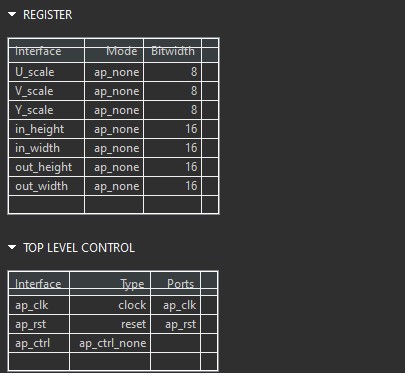 REGISTER
Interface Mode Bitwidth
U_scale ap_none 8
V_scale ap_none 8
Y_scale ap_none 8
in_height ap_none 16
in_width ap_none 16
out_height ap_none 16
out_width ap_none 16
TOP LEVEL CONTROL
Interface Type Ports
ap_clk clock ap_clk
ap_rst reset ap_rst
ap_ctrl ap_ctrl_none